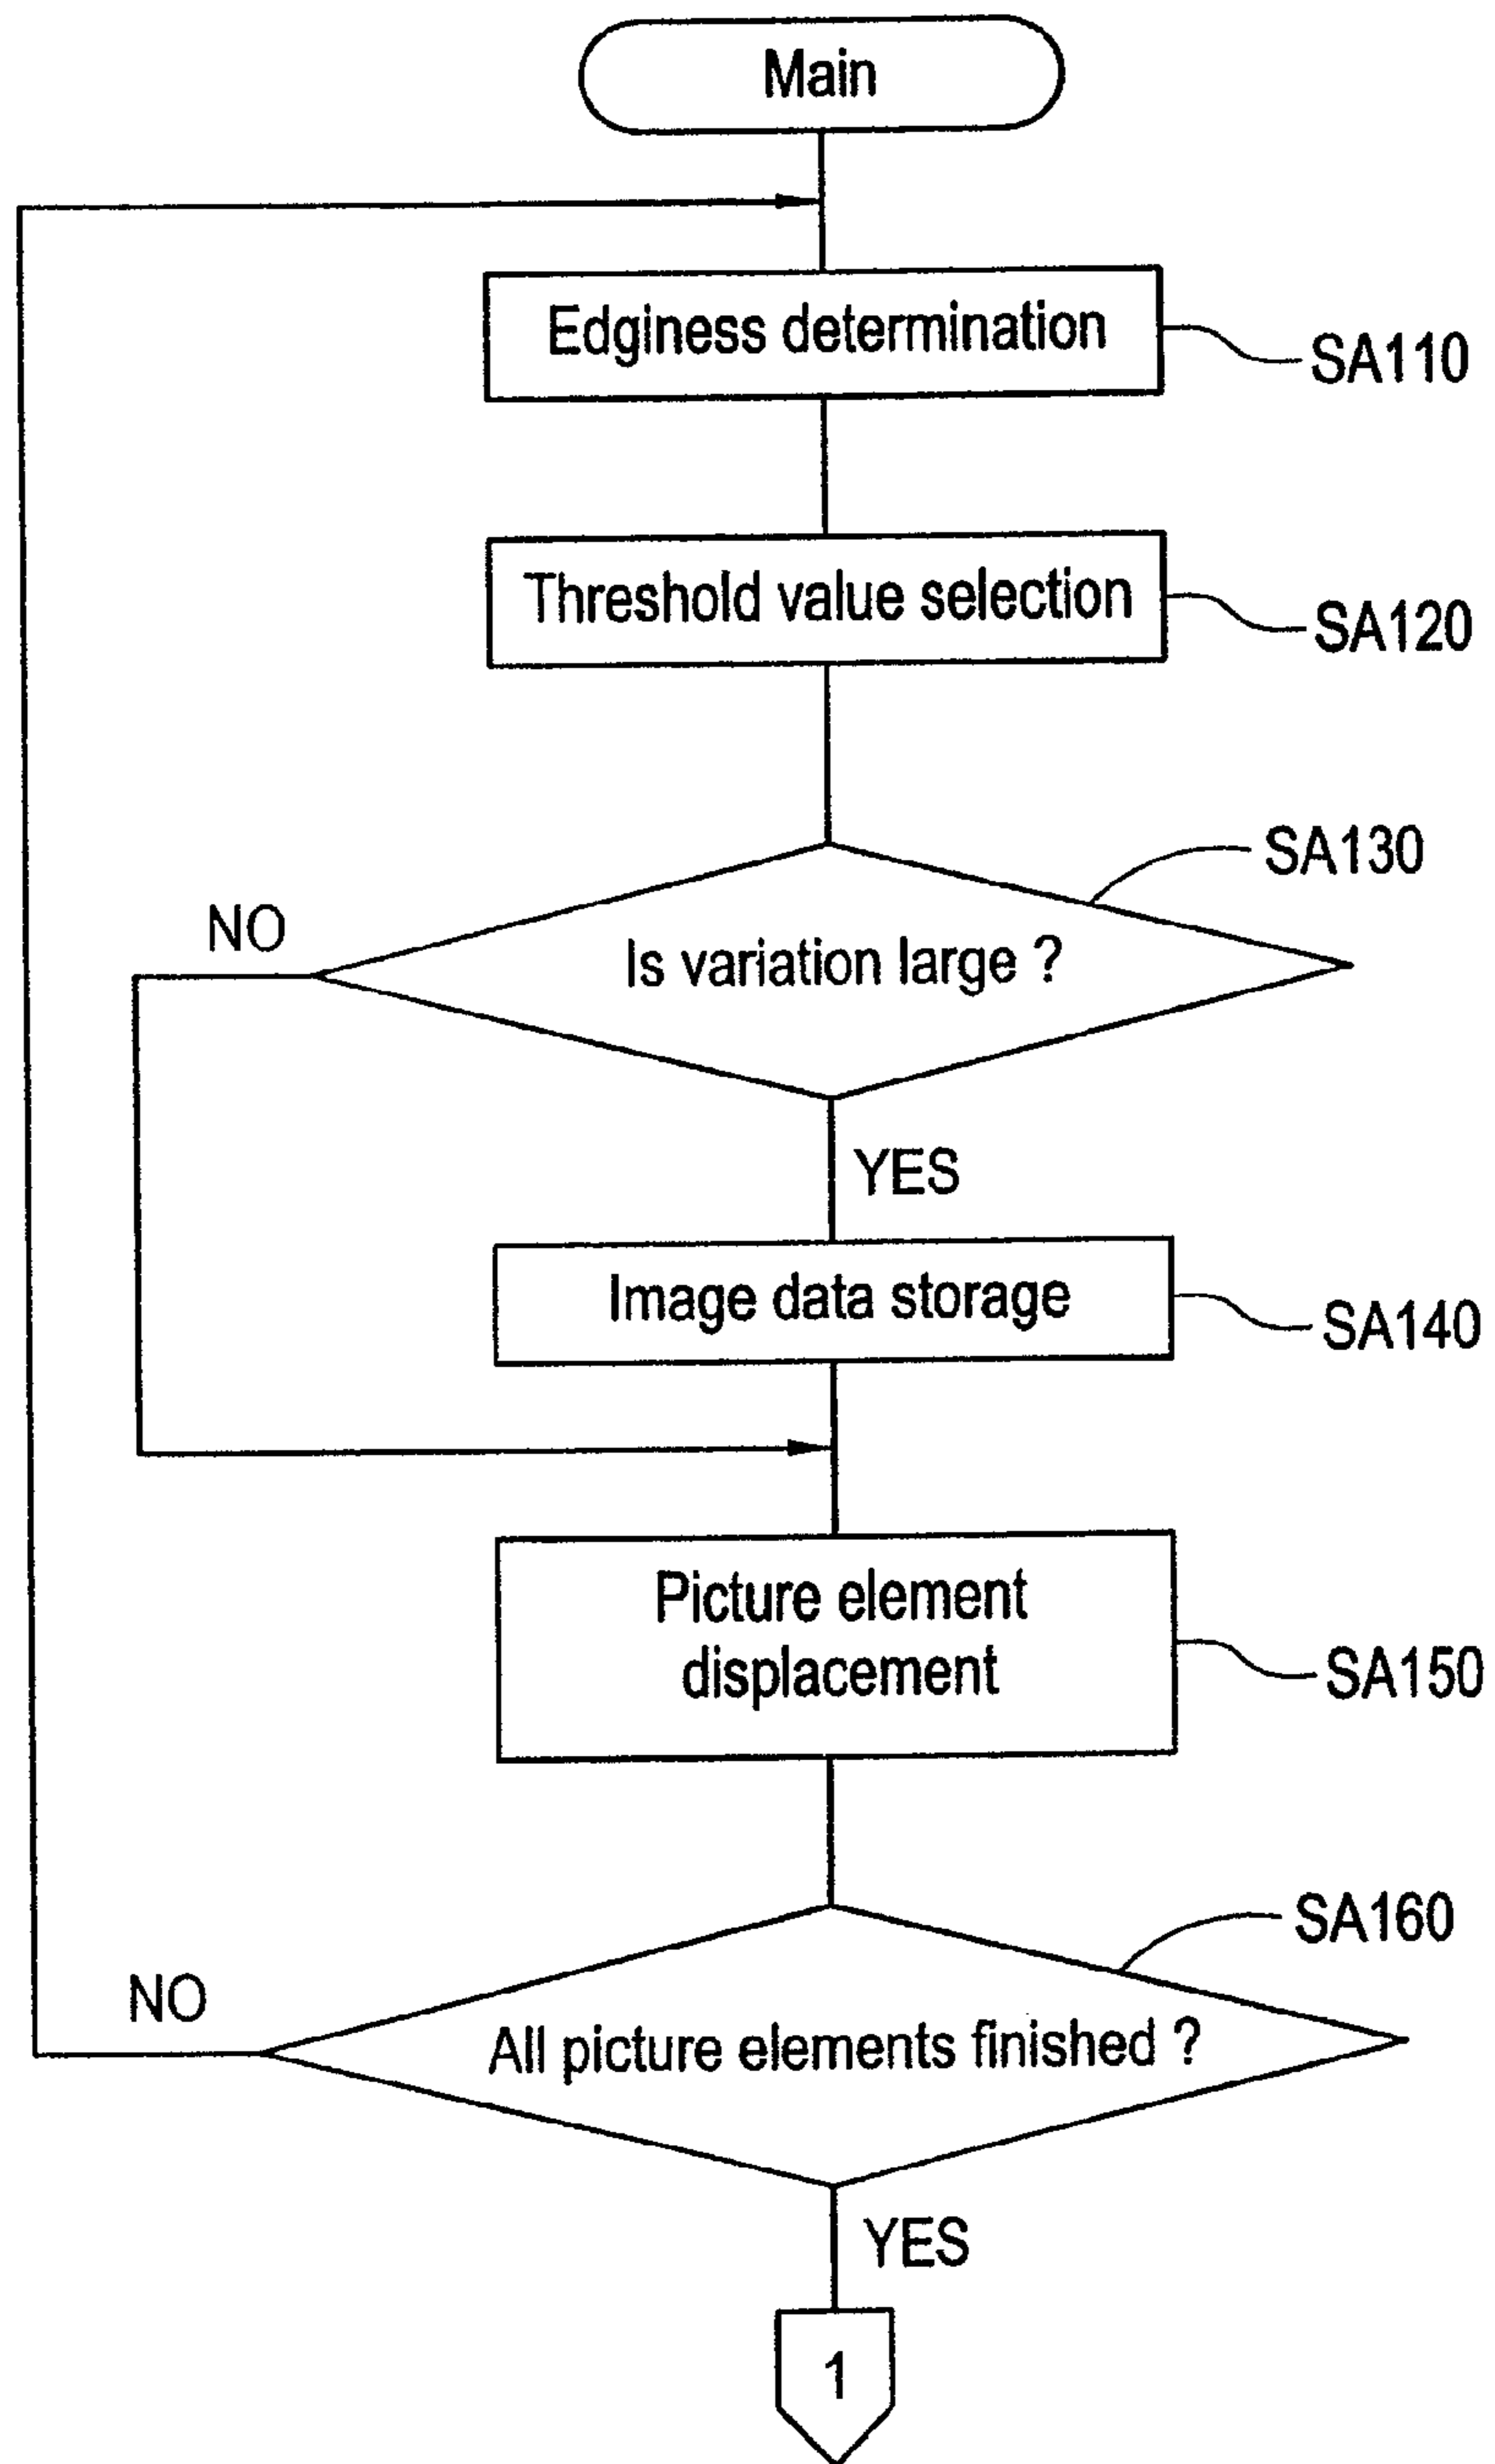 Main
Edginess determination
SA110
Threshold value selection
SA120
SA130
NO
Is variation large ?
YES
Image data storage
SA140
Picture element
displacement
SA150
SA160
NO
All picture elements finished ?
YES
1